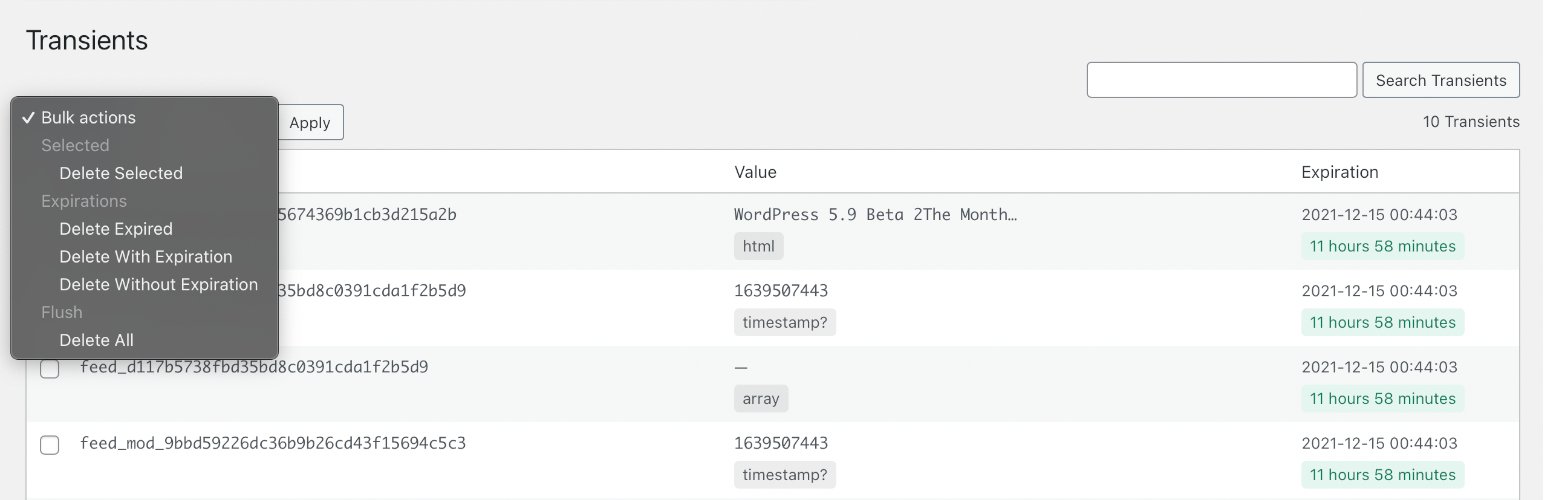 Transients
Search Transients
✓ Bulk actions
Apply
10 Transients
Selected
Delete Selected
Expirations
Delete Expired
Delete With Expiration
Delete Without Expiration
Flush
Delete All
Value Expiration
5674369b1cb3d215a2b WordPress 5.9 Beta 2The Month… 2021-12-15 00:44:03
html 11 hours 58 minutes
35bd8c0391cda1f2b5d9 1639507443 2021-12-15 00:44:03
timestamp? 11 hours 58 minutes
feed_d117b5738fbd35bd8c0391cda1f2b5d9 — 2021-12-15 00:44:03
array 11 hours 58 minutes
feed_mod_9bbd59226dc36b9b26cd43f15694c5c3 1639507443 2021-12-15 00:44:03
timestamp? 11 hours 58 minutes